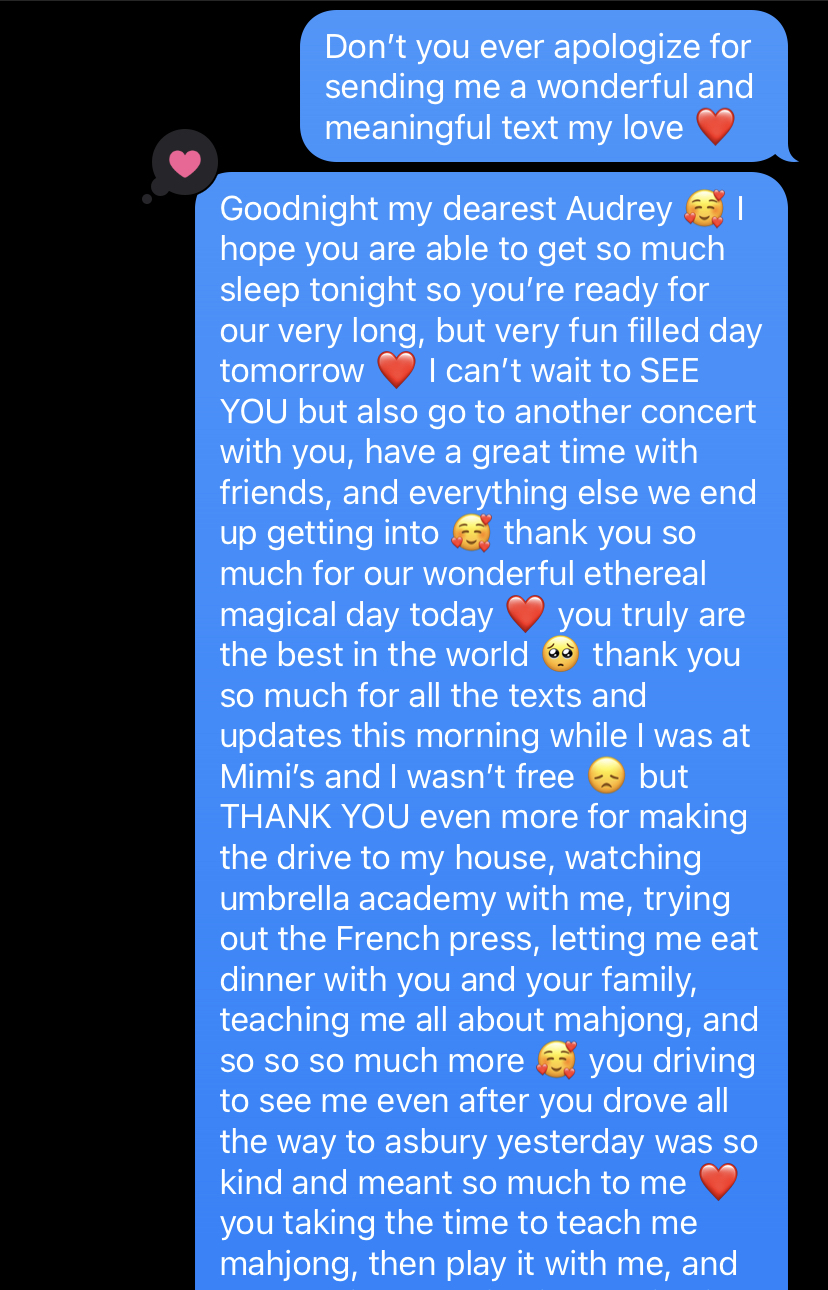 Don’t you ever apologize for
sending me a wonderful and
meaningful text my love ❤️
Goodnight my dearest Audrey 🥰 I
hope you are able to get so much
sleep tonight so you’re ready for
our very long, but very fun filled day
tomorrow ❤️ I can’t wait to SEE
YOU but also go to another concert
with you, have a great time with
friends, and everything else we end
up getting into 🥰 thank you so
much for our wonderful ethereal
magical day today ❤️ you truly are
the best in the world 🥺 thank you
so much for all the texts and
updates this morning while I was at
Mimi’s and I wasn’t free 😞 but
THANK YOU even more for making
the drive to my house, watching
umbrella academy with me, trying
out the French press, letting me eat
dinner with you and your family,
teaching me all about mahjong, and
so so so much more 🥰 you driving
to see me even after you drove all
the way to asbury yesterday was so
kind and meant so much to me ❤️
you taking the time to teach me
mahjong, then play it with me, and